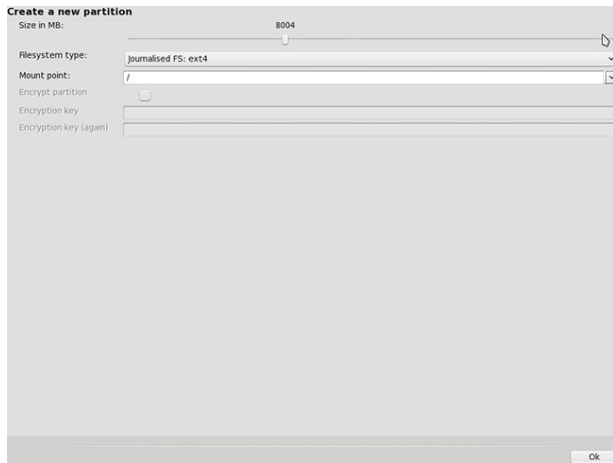 Create a new partition
Size in MB: 8004
Filesystem type: Journalised FS: ext4
Mount point: /
Encrypt partition
Encryption key
Encryption key (again)
Ok